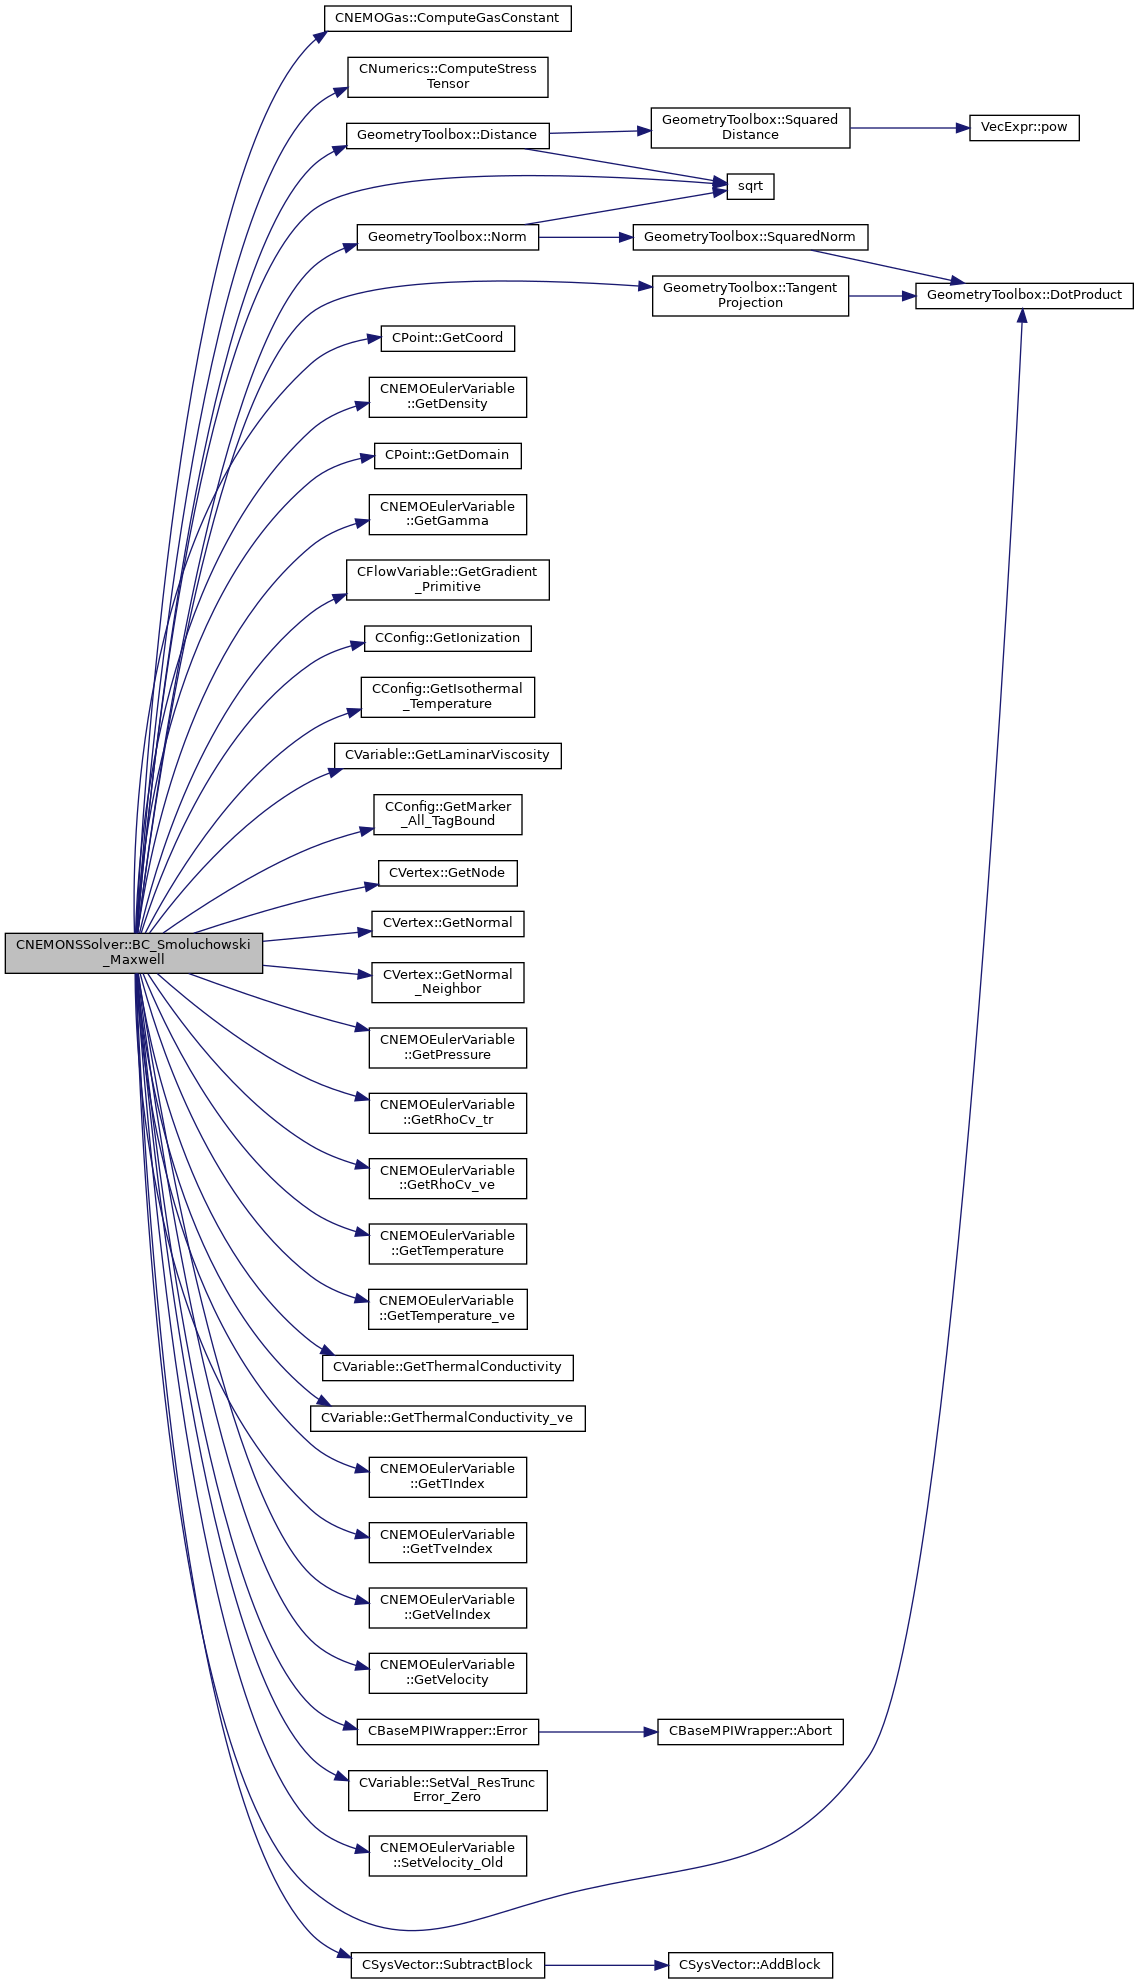 CNEMOGas::ComputeGasConstant
CNumerics::ComputeStress
Tensor
GeometryToolbox::Distance
GeometryToolbox::Squared
Distance
VecExpr::pow
sqrt
GeometryToolbox::Norm
GeometryToolbox::SquaredNorm
GeometryToolbox::Tangent
Projection
GeometryToolbox::DotProduct
CPoint::GetCoord
CNEMOEulerVariable
::GetDensity
CPoint::GetDomain
CNEMOEulerVariable
::GetGamma
CFlowVariable::GetGradient
_Primitive
CConfig::GetIonization
CConfig::GetIsothermal
_Temperature
CVariable::GetLaminarViscosity
CConfig::GetMarker
_All_TagBound
CVertex::GetNode
CNEMONSSolver::BC_Smoluchowski
_Maxwell
CVertex::GetNormal
CVertex::GetNormal
_Neighbor
CNEMOEulerVariable
::GetPressure
CNEMOEulerVariable
::GetRhoCv_tr
CNEMOEulerVariable
::GetRhoCv_ve
CNEMOEulerVariable
::GetTemperature
CNEMOEulerVariable
::GetTemperature_ve
CVariable::GetThermalConductivity
CVariable::GetThermalConductivity_ve
CNEMOEulerVariable
::GetTIndex
CNEMOEulerVariable
::GetTveIndex
CNEMOEulerVariable
::GetVelIndex
CNEMOEulerVariable
::GetVelocity
CBaseMPIWrapper::Error
CBaseMPIWrapper::Abort
CVariable::SetVal_ResTrunc
Error_Zero
CNEMOEulerVariable
::SetVelocity_Old
CSysVector::SubtractBlock
CSysVector::AddBlock